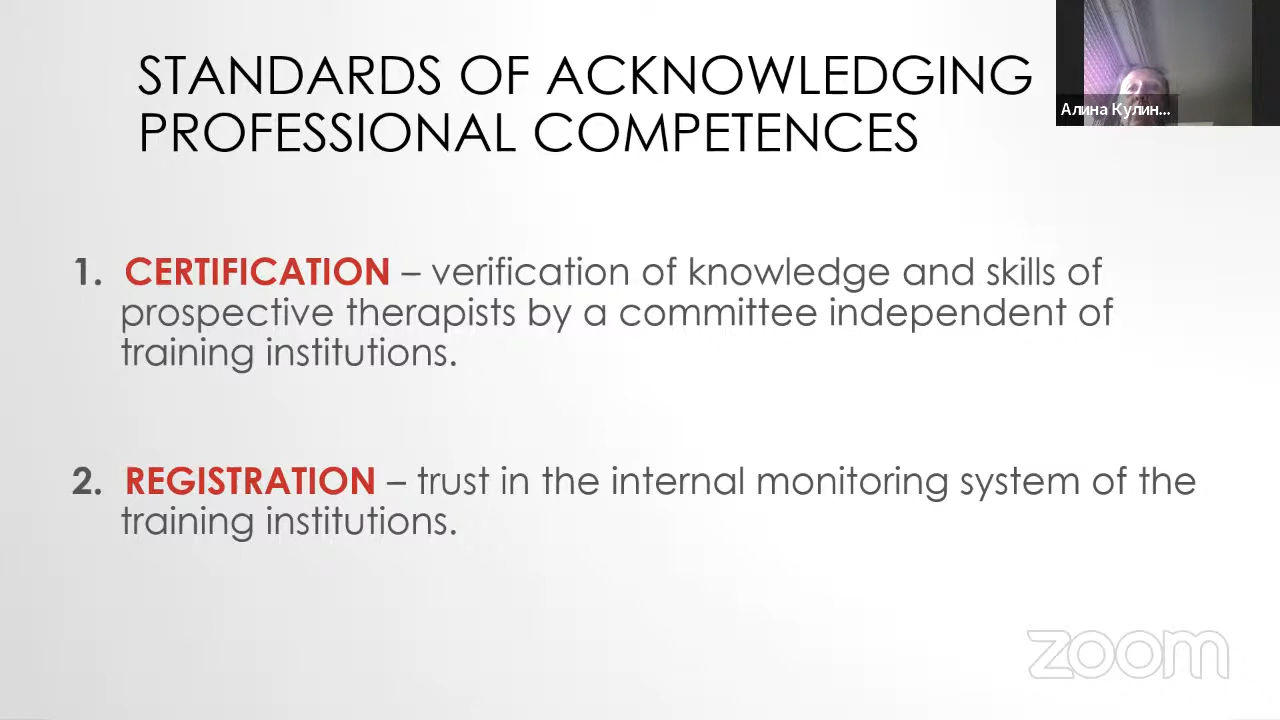 STANDARDS OF ACKNOWLEDGING
PROFESSIONAL COMPETENCES
Алина Кулин...
1. CERTIFICATION – verification of knowledge and skills of
prospective therapists by a committee independent of
training institutions.
2. REGISTRATION – trust in the internal monitoring system of the
training institutions.
zoom